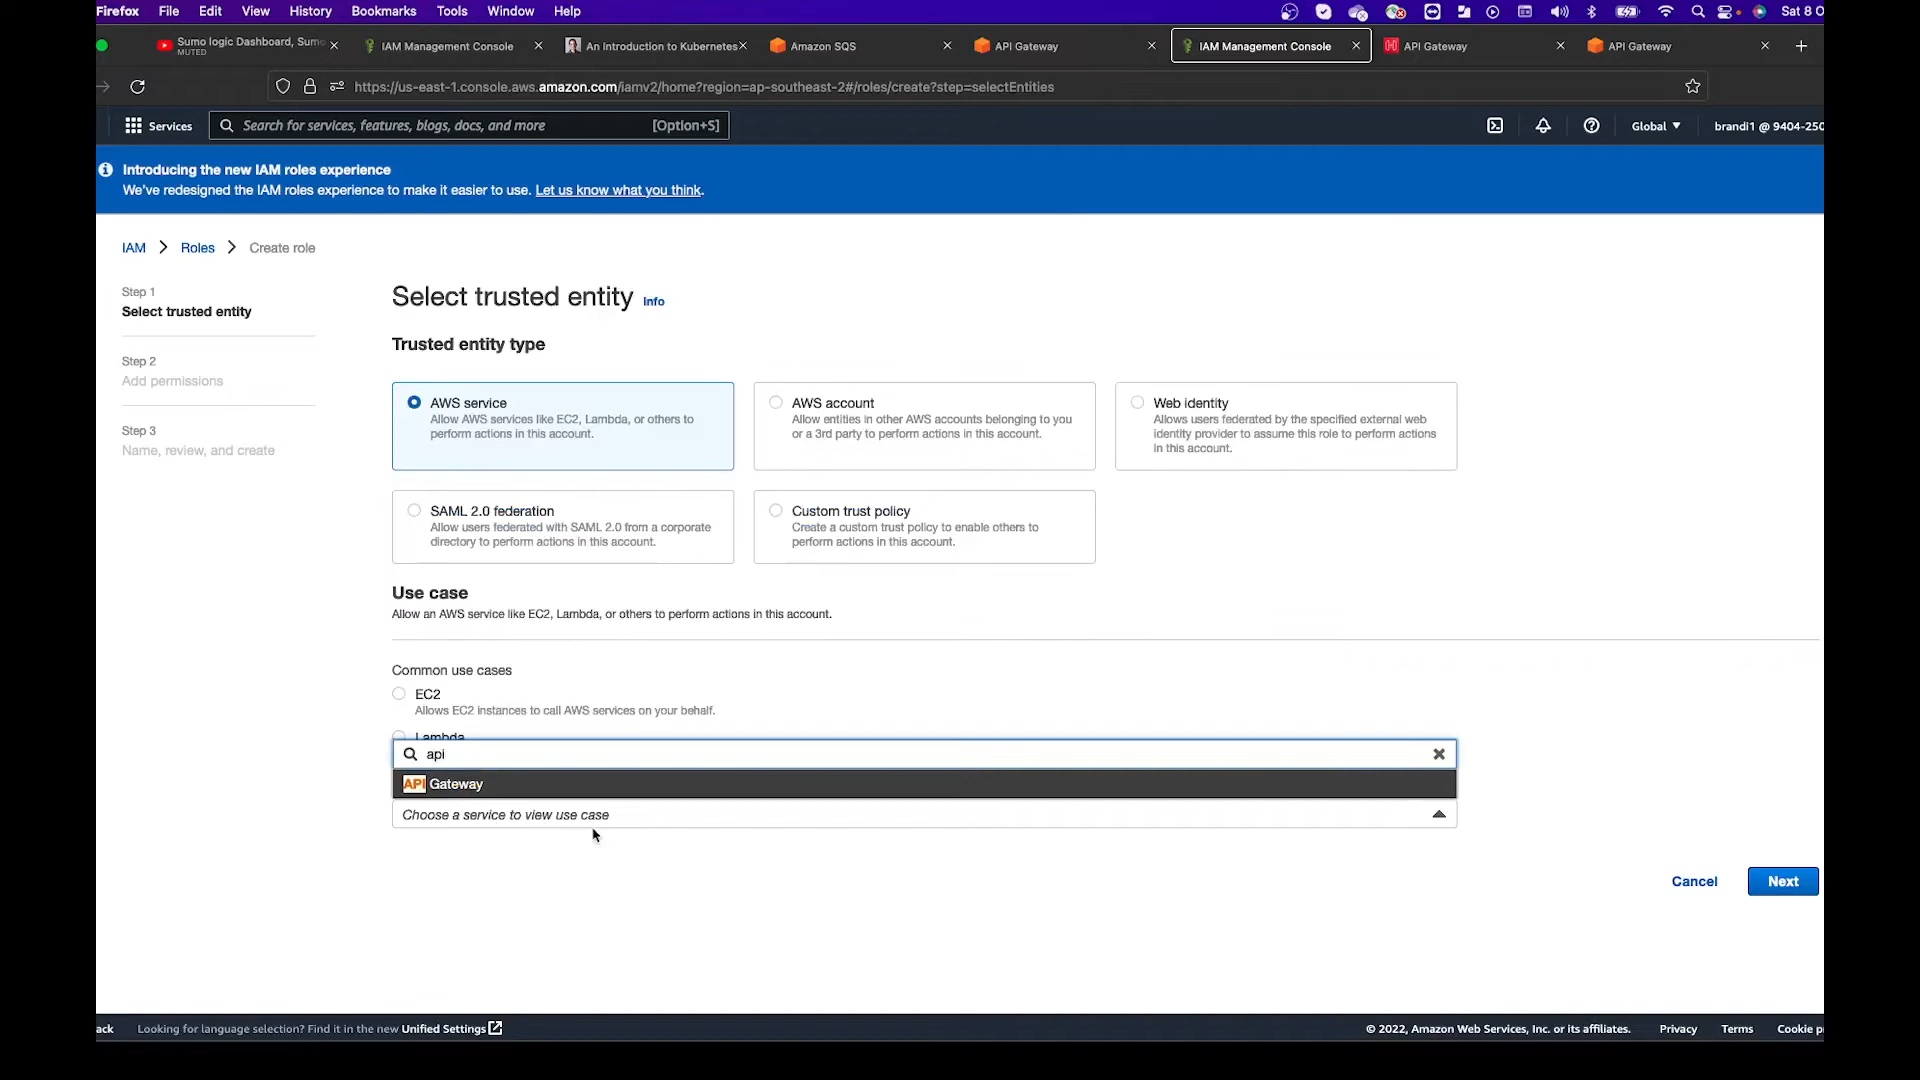 Firefox File Edit View History Bookmarks Tools Window Help Sat 8 O
Sumo logic Dashboard, Sumo
MUTED
IAM Management Console
An Introduction to Kubernetes
Amazon SQS
API Gateway
IAM Management Console
API Gateway
API Gateway
https://us-east-1.console.aws.amazon.com/iamv2/home?region=ap-southeast-2#/roles/create?step=selectEntities
Services
Search for services, features, blogs, docs, and more
[Option+S]
Global
brandi1 @ 9404-250
Introducing the new IAM roles experience
We've redesigned the IAM roles experience to make it easier to use. Let us know what you think.
IAM Roles Create role
Step 1
Select trusted entity
Step 2
Add permissions
Step 3
Name, review, and create
Select trusted entity Info
Trusted entity type
AWS service
Allow AWS services like EC2, Lambda, or others to
perform actions in this account.
AWS account
Allow entities in other AWS accounts belonging to you
or a 3rd party to perform actions in this account.
Web identity
Allows users federated by the specified external web
identity provider to assume this role to perform actions
in this account.
SAML 2.0 federation
Allow users federated with SAML 2.0 from a corporate
directory to perform actions in this account.
Custom trust policy
Create a custom trust policy to enable others to
perform actions in this account.
Use case
Allow an AWS service like EC2, Lambda, or others to perform actions in this account.
Common use cases
EC2
Allows EC2 instances to call AWS services on your behalf.
Lambda
api
API Gateway
Choose a service to view use case
Cancel
Next
ack
Looking for language selection? Find it in the new Unified Settings
© 2022, Amazon Web Services, Inc. or its affiliates.
Privacy
Terms
Cookie p